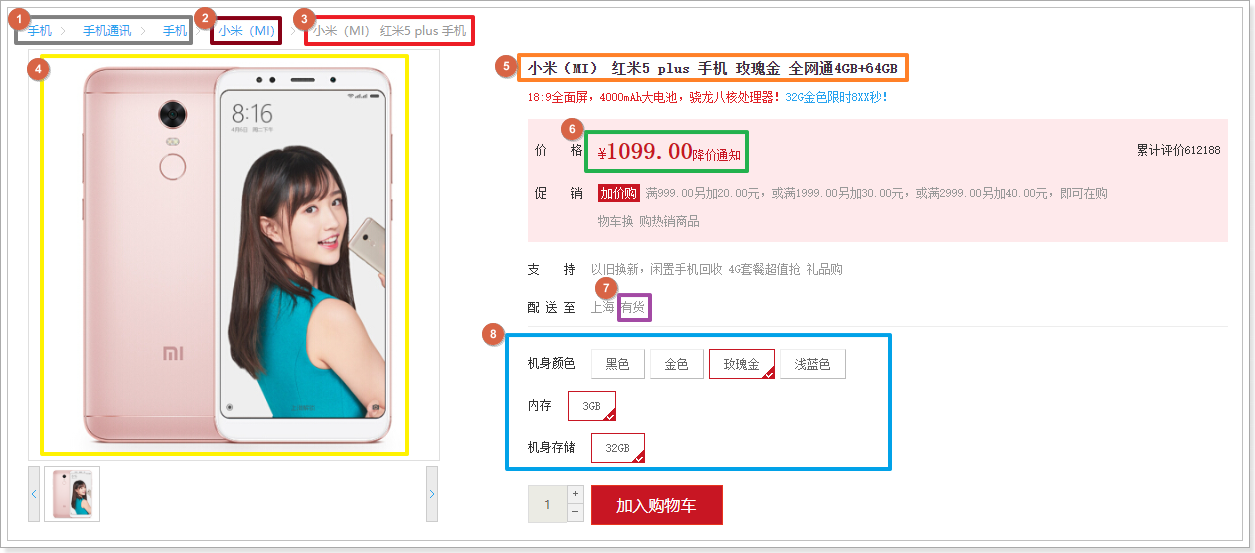 1 手机 > 手机通讯 > 手机 > 2 小米（MI） > 3 小米（MI） 红米5 plus 手机
4
8:16
4月6日 周二下午
mi
5 小米（MI） 红米5 plus 手机 玫瑰金 全网通4GB+64GB
18:9全面屏，4000mAh大电池，骁龙八核处理器！32G金色限时8XX秒！
6
价 格 ¥1099.00降价通知 累计评价612188
促 销 加价购 满999.00另加20.00元，或满1999.00另加30.00元，或满2999.00另加40.00元，即可在购
物车换 购热销商品
支 持 以旧换新，闲置手机回收 4G套餐超值抢 礼品购
7
配 送 至 上海 有货
8
机身颜色 黑色 金色 玫瑰金 浅蓝色
内存 3GB
机身存储 32GB
< > 1 + − 加入购物车